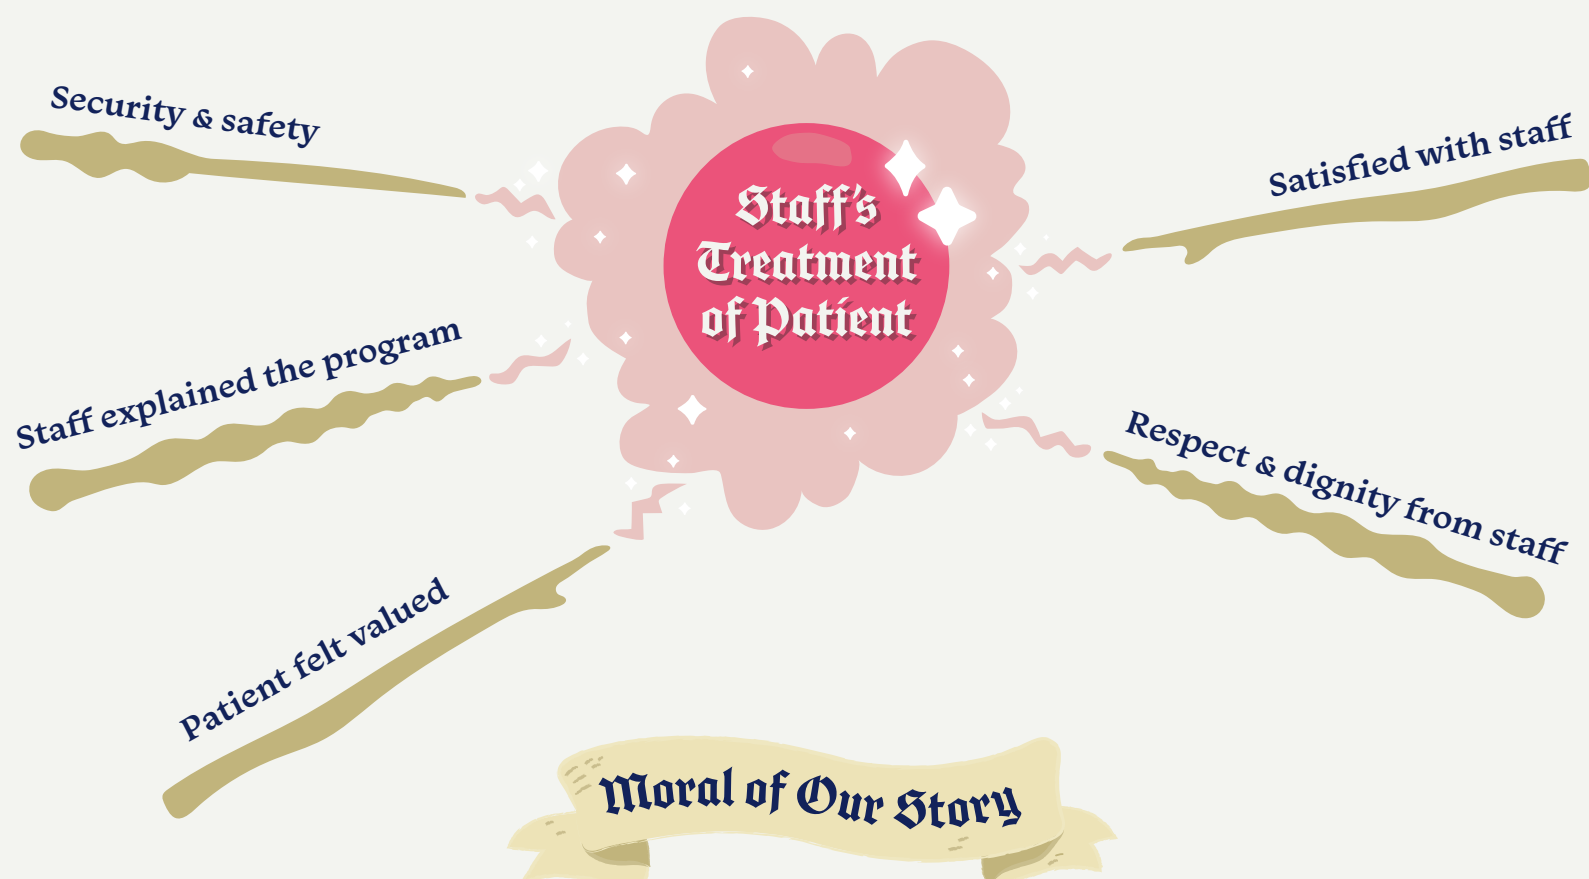 Security & safety
Staff's
Treatment
of Patient
Satisfied with staff
Staff explained the program
Respect & dignity from staff
Patient felt valued
Moral of Our Story